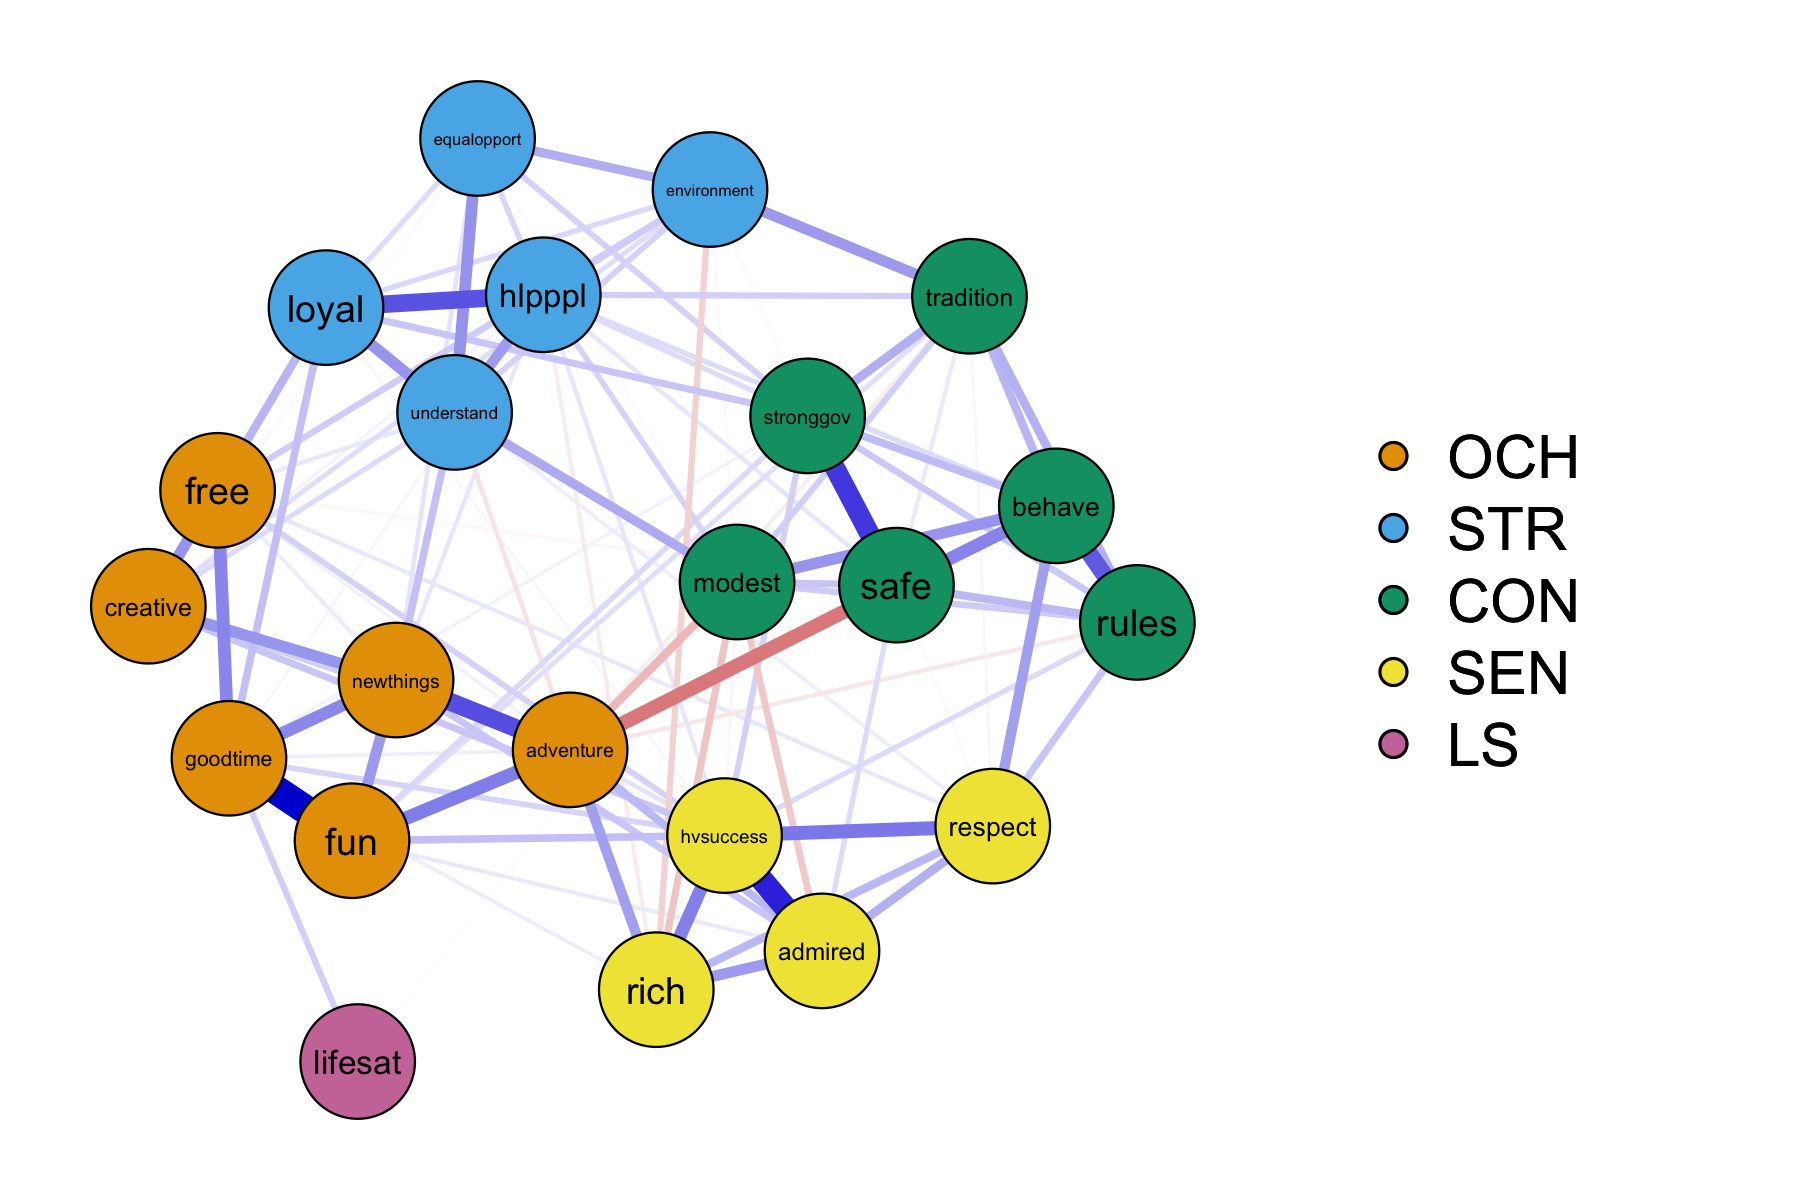 equalopport
environment
loyal
hlpppl
tradition
understand
stronggov
free
behave
creative
modest
safe
rules
newthings
goodtime
adventure
fun
hvsuccess
respect
rich
admired
lifesat
OCH
STR
CON
SEN
LS